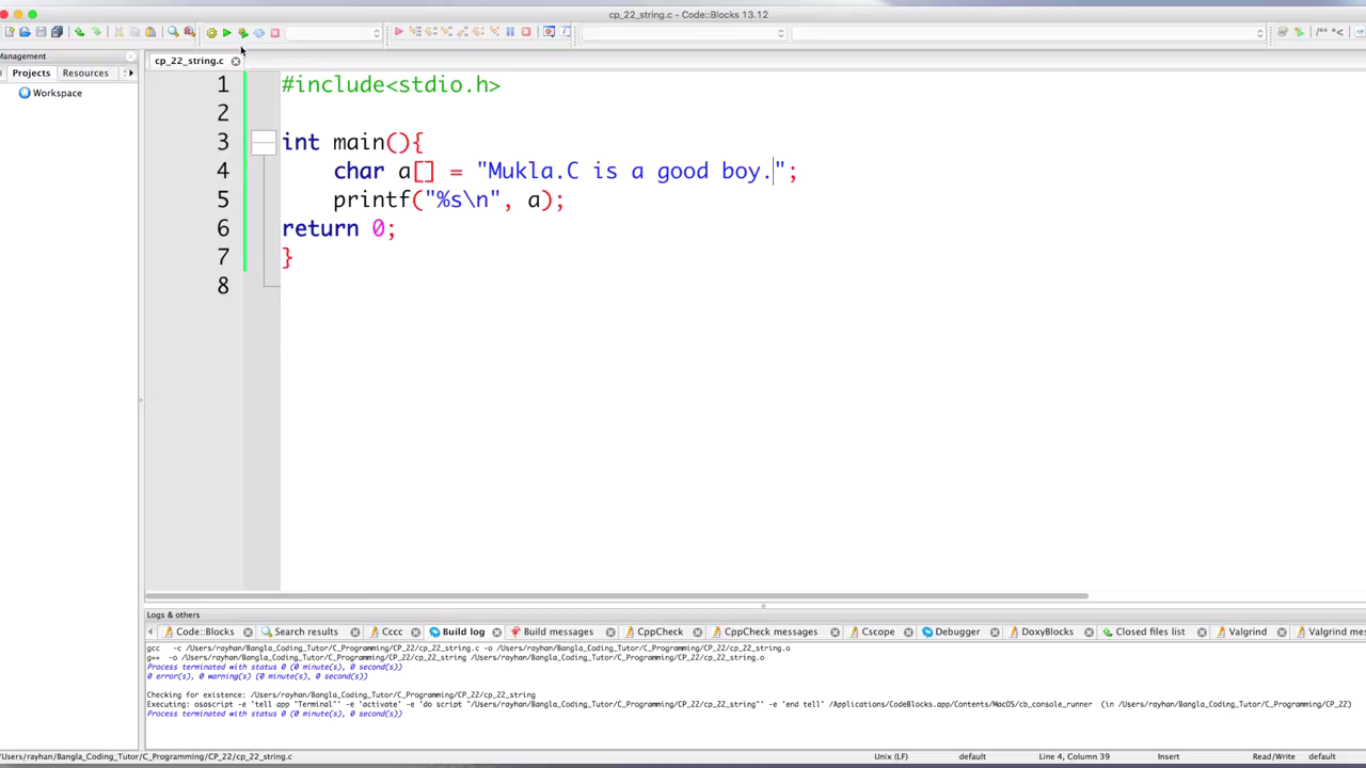 cp_22_string.c - Code::Blocks 13.12
/** *<
Management
cp_22_string.c
Projects Resources
Workspace
1 #include<stdio.h>
2
3 int main(){
4 char a[] = "Mukla.C is a good boy.";
5 printf("%s\n", a);
6 return 0;
7 }
8
Logs & others
Code::Blocks Search results Cccc Build log Build messages CppCheck CppCheck messages Cscope Debugger DoxyBlocks Closed files list Valgrind Valgrind mes
gcc -c /Users/rayhan/Bangla_Coding_Tutor/C_Programming/CP_22/cp_22_string.c -o /Users/rayhan/Bangla_Coding_Tutor/C_Programming/CP_22/cp_22_string.o
g++ -o /Users/rayhan/Bangla_Coding_Tutor/C_Programming/CP_22/cp_22_string /Users/rayhan/Bangla_Coding_Tutor/C_Programming/CP_22/cp_22_string.o
Process terminated with status 0 (0 minute(s), 0 second(s))
0 error(s), 0 warning(s) (0 minute(s), 0 second(s))
Checking for existence: /Users/rayhan/Bangla_Coding_Tutor/C_Programming/CP_22/cp_22_string
Executing: osascript -e 'tell app "Terminal"' -e 'activate' -e 'do script "/Users/rayhan/Bangla_Coding_Tutor/C_Programming/CP_22/cp_22_string"' -e 'end tell' /Applications/CodeBlocks.app/Contents/MacOS/cb_console_runner (in /Users/rayhan/Bangla_Coding_Tutor/C_Programming/CP_22)
Process terminated with status 0 (0 minute(s), 0 second(s))
/Users/rayhan/Bangla_Coding_Tutor/C_Programming/CP_22/cp_22_string.c Unix (LF) default Line 4, Column 39 Insert Read/Write default